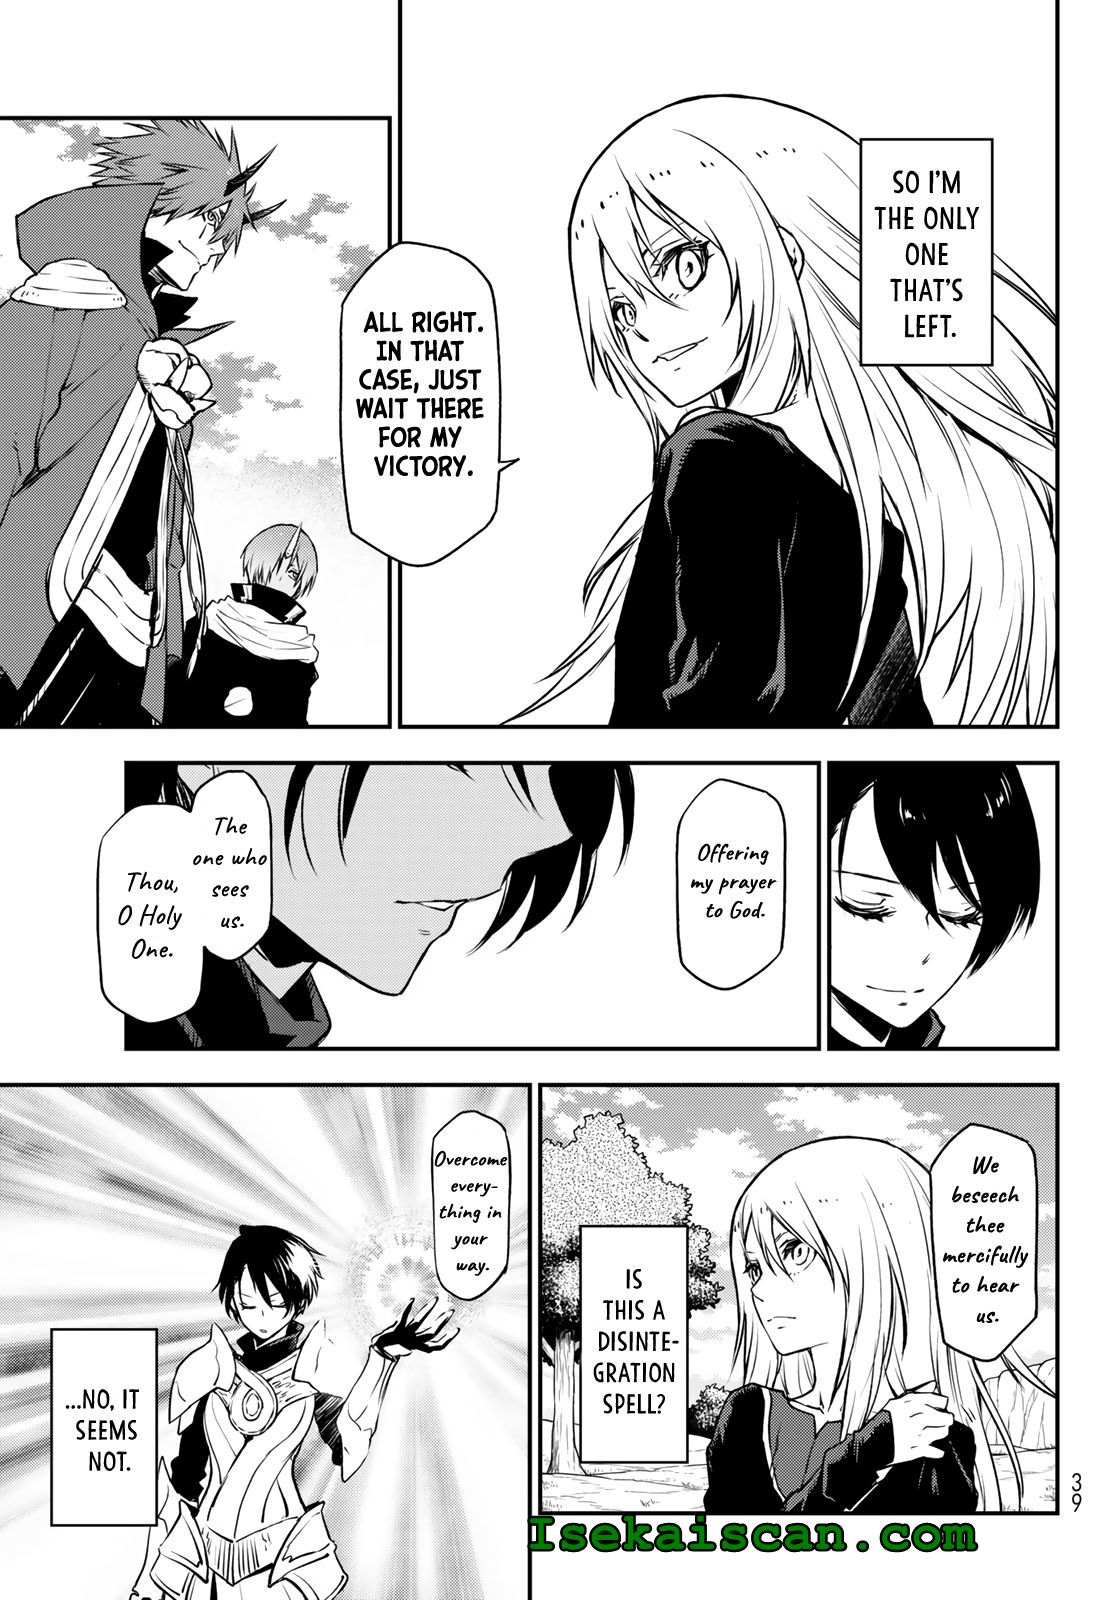 SO I'M
THE ONLY
ONE
THAT'S
LEFT.
ALL RIGHT.
IN THAT
CASE, JUST
WAIT THERE
FOR MY
VICTORY.
Offering
my prayer
to God.
The
one who
sees
us.
Thou,
O Holy
One.
We
beseech
thee
mercifully
to hear
us.
IS
THIS A
DISINTE-
GRATION
SPELL?
Overcome
every-
thing in
your
way.
...NO, IT
SEEMS
NOT.
39
Isekaiscan.com